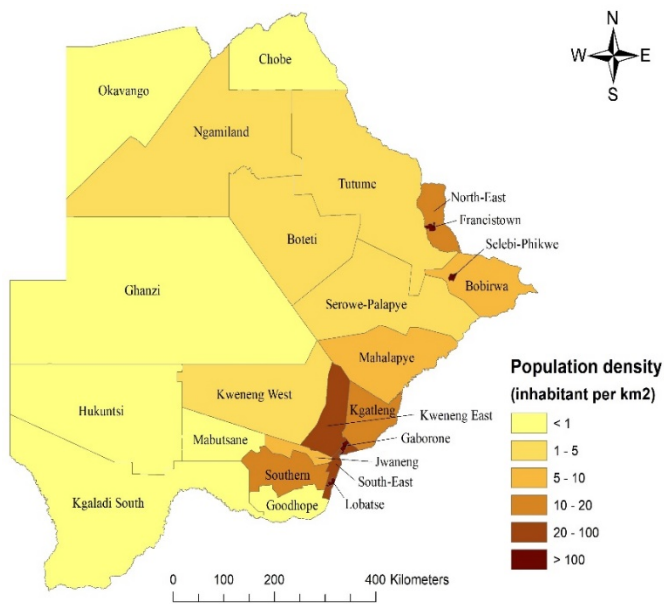 N
W E
S
Chobe
Okavango
Ngamiland
Tutume
North-East
Francistown
Selebi-Phikwe
Boteti
Bobirwa
Ghanzi
Serowe-Palapye
Mahalapye
Kweneng West
Kgatleng
Kweneng East
Hukuntsi
Mabutsane
Gaborone
Jwaneng
South-East
Southern
Lobatse
Kgaladi South
Goodhope
Population density
(inhabitant per km2)
< 1
1 - 5
5 - 10
10 - 20
20 - 100
> 100
0 100 200 400 Kilometers